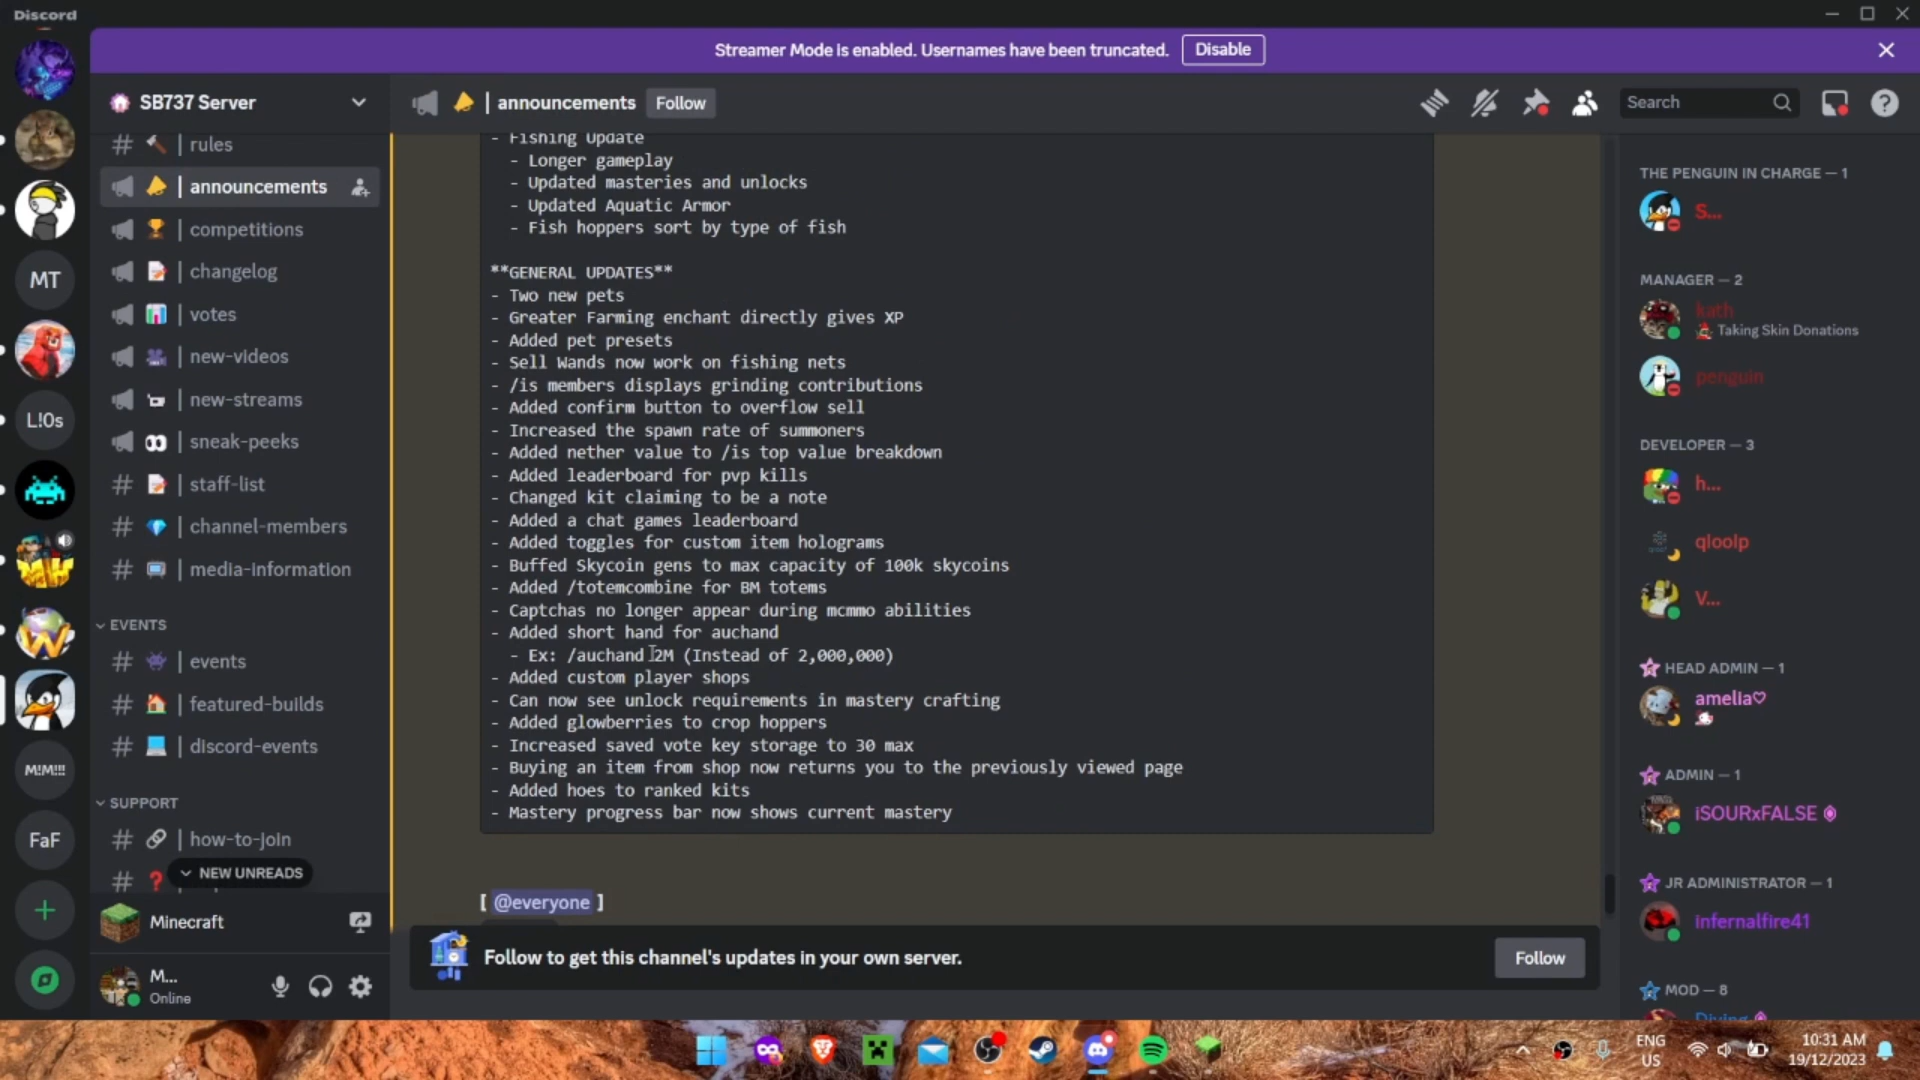 Discord
Streamer Mode is enabled. Usernames have been truncated. Disable
SB737 Server
| announcements Follow
Search
MT
L!0s
M!M!!!
FaF
| rules
| announcements
| competitions
| changelog
| votes
| new-videos
| new-streams
| sneak-peeks
| staff-list
| channel-members
| media-information
EVENTS
| events
| featured-builds
| discord-events
SUPPORT
| how-to-join
NEW UNREADS
Minecraft
M...
Online
- Fishing Update
- Longer gameplay
- Updated masteries and unlocks
- Updated Aquatic Armor
- Fish hoppers sort by type of fish
**GENERAL UPDATES**
- Two new pets
- Greater Farming enchant directly gives XP
- Added pet presets
- Sell Wands now work on fishing nets
- /is members displays grinding contributions
- Added confirm button to overflow sell
- Increased the spawn rate of summoners
- Added nether value to /is top value breakdown
- Added leaderboard for pvp kills
- Changed kit claiming to be a note
- Added a chat games leaderboard
- Added toggles for custom item holograms
- Buffed Skycoin gens to max capacity of 100k skycoins
- Added /totemcombine for BM totems
- Captchas no longer appear during mcmmo abilities
- Added short hand for auchand
- Ex: /auchand 2M (Instead of 2,000,000)
- Added custom player shops
- Can now see unlock requirements in mastery crafting
- Added glowberries to crop hoppers
- Increased saved vote key storage to 30 max
- Buying an item from shop now returns you to the previously viewed page
- Added hoes to ranked kits
- Mastery progress bar now shows current mastery
[ @everyone ]
Follow to get this channel's updates in your own server. Follow
THE PENGUIN IN CHARGE — 1
S...
MANAGER — 2
kath
Taking Skin Donations
penguin
DEVELOPER — 3
h...
qloolp
V...
HEAD ADMIN — 1
amelia♡
ADMIN — 1
iSOURxFALSE
JR ADMINISTRATOR — 1
infernalfire41
MOD — 8
Diving
ENG
US
10:31 AM
19/12/2023